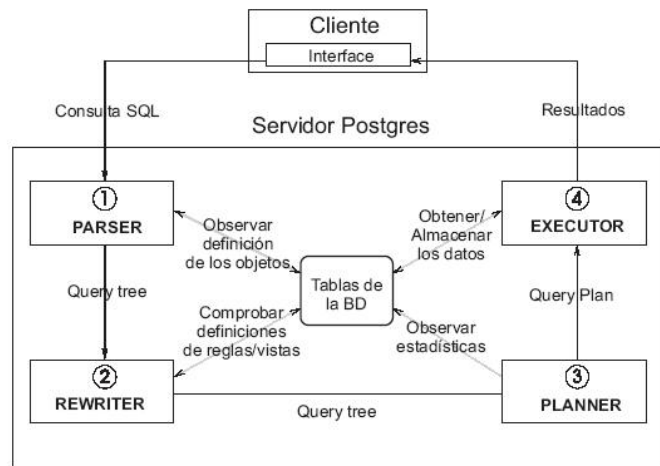 Cliente
Interface
Consulta SQL
Resultados
Servidor Postgres
1
PARSER
4
EXECUTOR
Observar
definición
de los objetos
Obtener/
Almacenar
los datos
Tablas de
la BD
Query tree
Query Plan
Comprobar
definiciones
de reglas/vistas
Observar
estadísticas
2
REWRITER
3
PLANNER
Query tree